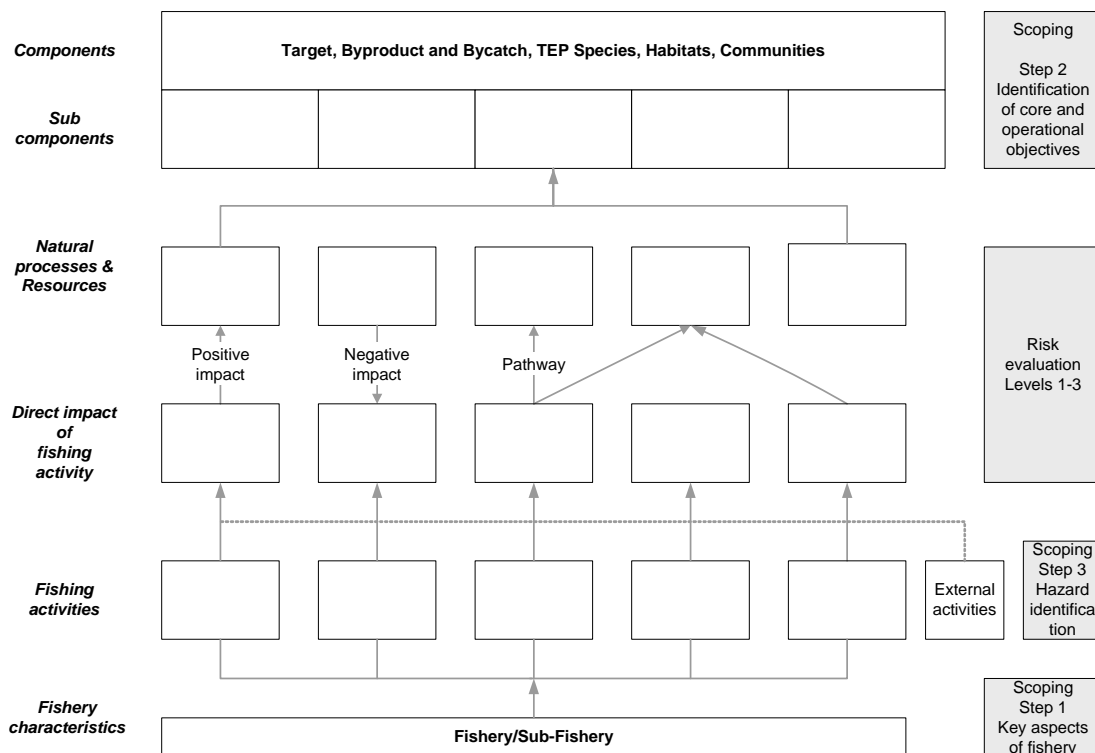 Components
Target, Byproduct and Bycatch, TEP Species, Habitats, Communities
Scoping
Step 2
Identification
of core and
operational
objectives
Sub
components
Natural
processes &
Resources
Positive
impact
Negative
impact
Pathway
Risk
evaluation
Levels 1-3
Direct impact
of
fishing
activity
Fishing
activities
External
activities
Scoping
Step 3
Hazard
identifica
tion
Fishery
characteristics
Fishery/Sub-Fishery
Scoping
Step 1
Key aspects
of fishery